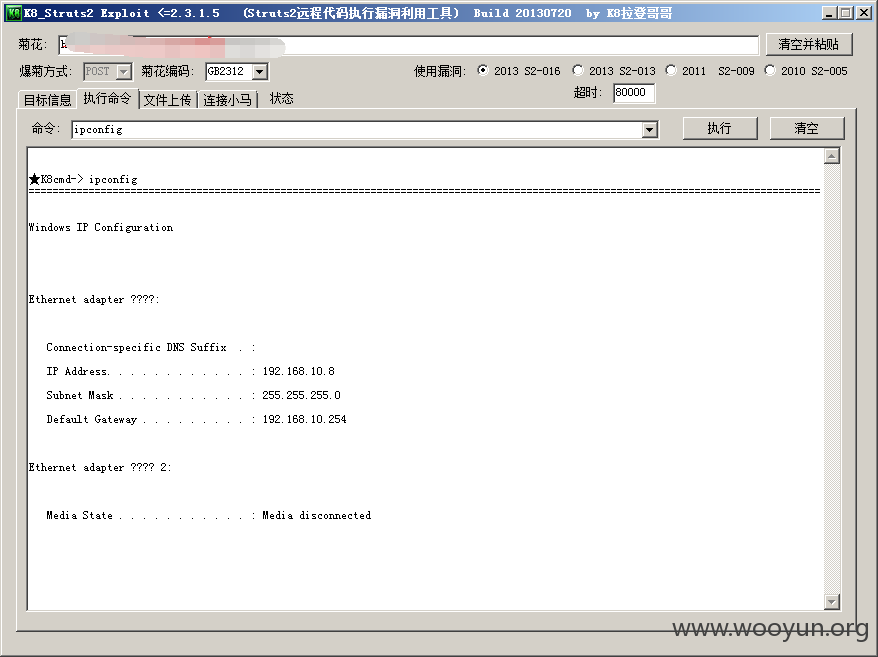 K8 K8_Struts2 Exploit <=2.3.1.5 (Struts2远程代码执行漏洞利用工具) Build 20130720 by K8拉登哥哥
菊花: 清空并粘贴
爆菊方式: POST 菊花编码: GB2312 使用漏洞: 2013 S2-016 2013 S2-013 2011 S2-009 2010 S2-005
超时: 80000
目标信息 执行命令 文件上传 连接小马 状态
命令: ipconfig 执行 清空
★K8cmd-> ipconfig
================================================================================
Windows IP Configuration
Ethernet adapter ????:
Connection-specific DNS Suffix . :
IP Address. . . . . . . . . . . . : 192.168.10.8
Subnet Mask . . . . . . . . . . . : 255.255.255.0
Default Gateway . . . . . . . . . : 192.168.10.254
Ethernet adapter ???? 2:
Media State . . . . . . . . . . . : Media disconnected
www.wooyun.org